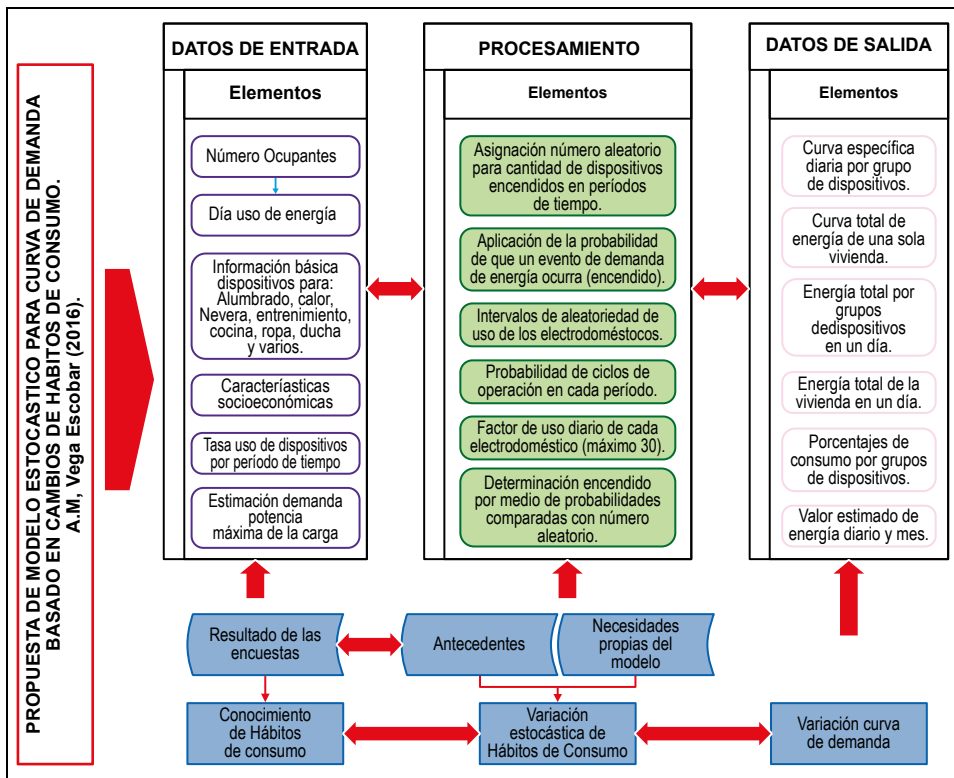 PROPUESTA DE MODELO ESTOCASTICO PARA CURVA DE DEMANDA
BASADO EN CAMBIOS DE HABITOS DE CONSUMO.
A.M, Vega Escobar (2016).
DATOS DE ENTRADA
Elementos
Número Ocupantes
Día uso de energía
Información básica
dispositivos para:
Alumbrado, calor,
Nevera, entrenimiento,
cocina, ropa, ducha
y varios.
Caracteríasticas
socioeconómicas
Tasa uso de dispositivos
por período de tiempo
Estimación demanda
potencia
máxima de la carga
PROCESAMIENTO
Elementos
Asignación número aleatorio
para cantidad de dispositivos
encendidos en períodos
de tiempo.
Aplicación de la probabilidad
de que un evento de demanda
de energía ocurra (encendido).
Intervalos de aleatoriedad de
uso de los electrodoméstocos.
Probabilidad de ciclos de
operación en cada período.
Factor de uso diario de cada
electrodoméstico (máximo 30).
Determinación encendido
por medio de probabilidades
comparadas con número
aleatorio.
DATOS DE SALIDA
Elementos
Curva específica
diaria por grupo
de dispositivos.
Curva total de
energía de una sola
vivienda.
Energía total por
grupos
dedispositivos
en un día.
Energía total de la
vivienda en un día.
Porcentajes de
consumo por grupos
de dispositivos.
Valor estimado de
energía diario y mes.
Resultado de las
encuestas
Antecedentes
Necesidades
propias del
modelo
Conocimiento
de Hábitos
de consumo
Variación
estocástica de
Hábitos de Consumo
Variación curva
de demanda